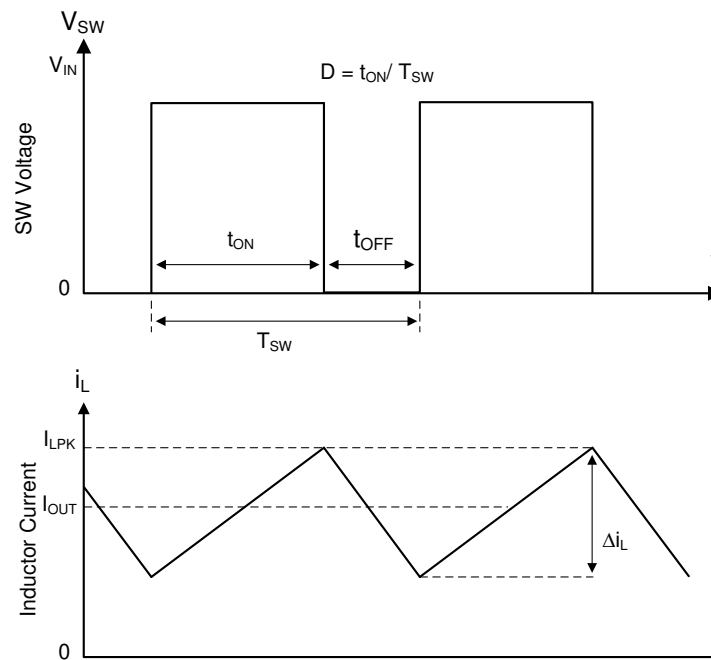 V_SW
V_IN
D = t_ON/ T_SW
SW Voltage
t_ON
t_OFF
0
T_SW
i_L
I_LPK
I_OUT
Inductor Current
Δi_L
0